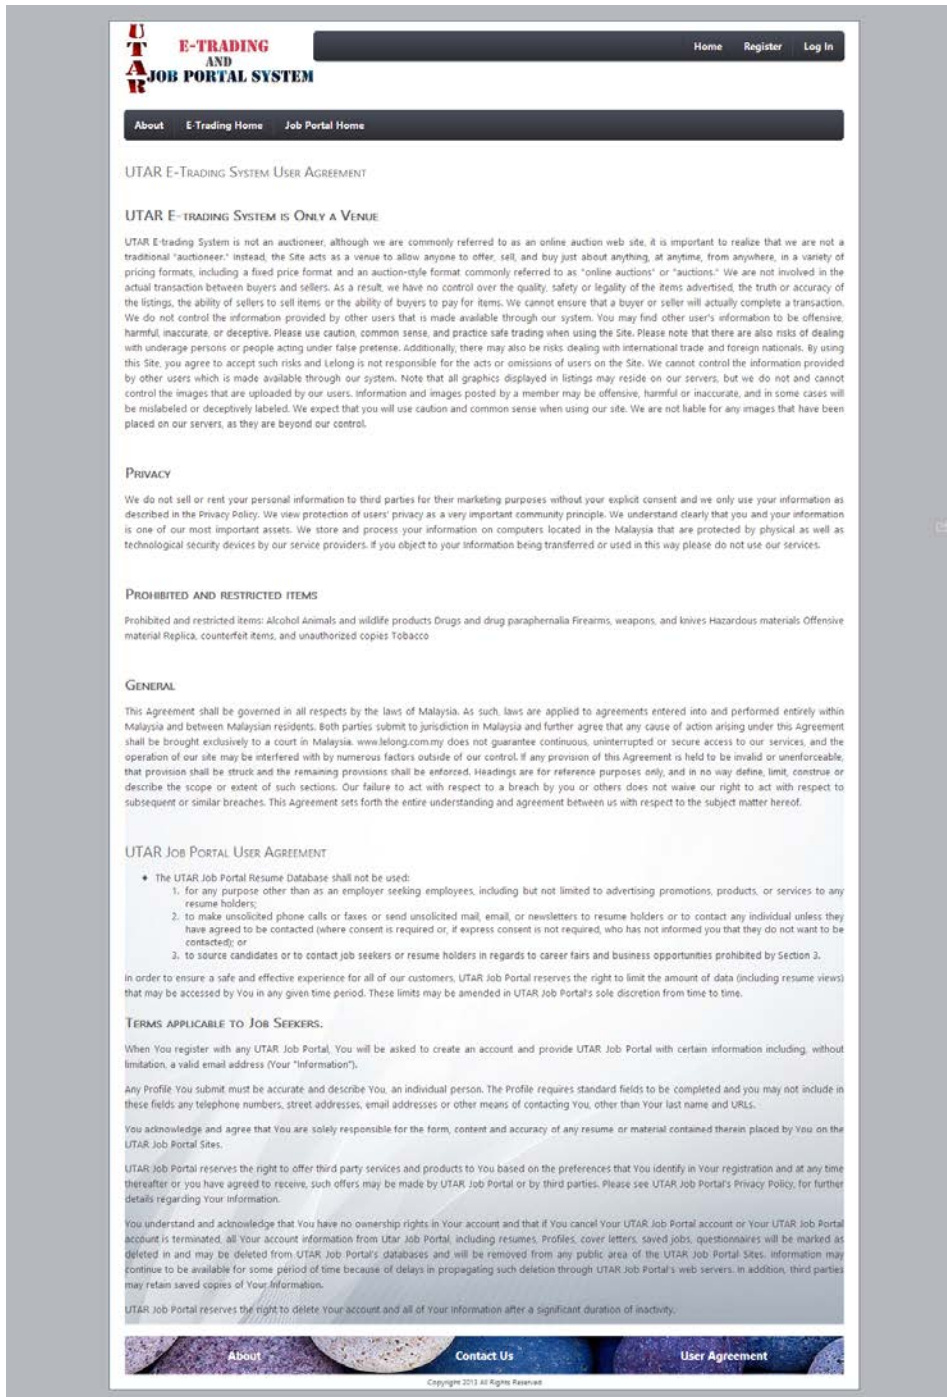 UTAR
E-TRADING
AND
JOB PORTAL SYSTEM
Home Register Log In
About E-Trading Home Job Portal Home
UTAR E-Trading System User Agreement
UTAR E-trading System is Only a Venue
UTAR E-trading System is not an auctioneer, although we are commonly referred to as an online auction web site, it is important to realize that we are not a
traditional "auctioneer." Instead, the Site acts as a venue to allow anyone to offer, sell, and buy just about anything, at anytime, from anywhere, in a variety of
pricing formats, including a fixed price format and an auction-style format commonly referred to as "online auctions" or "auctions." We are not involved in the
actual transaction between buyers and sellers. As a result, we have no control over the quality, safety or legality of the items advertised, the truth or accuracy of
the listings, the ability of sellers to sell items or the ability of buyers to pay for items. We cannot ensure that a buyer or seller will actually complete a transaction.
We do not control the information provided by other users that is made available through our system. You may find other user's information to be offensive,
harmful, inaccurate, or deceptive. Please use caution, common sense, and practice safe trading when using the Site. Please note that there are also risks of dealing
with underage persons or people acting under false pretense. Additionally, there may also be risks dealing with international trade and foreign nationals. By using
this Site, you agree to accept such risks and Lelong is not responsible for the acts or omissions of users on the Site. We cannot control the information provided
by other users which is made available through our system. Note that all graphics displayed in listings may reside on our servers, but we do not and cannot
control the images that are uploaded by our users. Information and images posted by a member may be offensive, harmful or inaccurate, and in some cases will
be mislabeled or deceptively labeled. We expect that you will use caution and common sense when using our site. We are not liable for any images that have been
placed on our servers, as they are beyond our control.
Privacy
We do not sell or rent your personal information to third parties for their marketing purposes without your explicit consent and we only use your information as
described in the Privacy Policy. We view protection of users' privacy as a very important community principle. We understand clearly that you and your information
is one of our most important assets. We store and process your information on computers located in the Malaysia that are protected by physical as well as
technological security devices by our service providers. If you object to your Information being transferred or used in this way please do not use our services.
Prohibited and restricted items
Prohibited and restricted items: Alcohol Animals and wildlife products Drugs and drug paraphernalia Firearms, weapons, and knives Hazardous materials Offensive
material Replica, counterfeit items, and unauthorized copies Tobacco
General
This Agreement shall be governed in all respects by the laws of Malaysia. As such, laws are applied to agreements entered into and performed entirely within
Malaysia and between Malaysian residents. Both parties submit to jurisdiction in Malaysia and further agree that any cause of action arising under this Agreement
shall be brought exclusively to a court in Malaysia. www.lelong.com.my does not guarantee continuous, uninterrupted or secure access to our services, and the
operation of our site may be interfered with by numerous factors outside of our control. If any provision of this Agreement is held to be invalid or unenforceable,
that provision shall be struck and the remaining provisions shall be enforced. Headings are for reference purposes only, and in no way define, limit, construe or
describe the scope or extent of such sections. Our failure to act with respect to a breach by you or others does not waive our right to act with respect to
subsequent or similar breaches. This Agreement sets forth the entire understanding and agreement between us with respect to the subject matter hereof.
UTAR Job Portal User Agreement
• The UTAR Job Portal Resume Database shall not be used:
1. for any purpose other than as an employer seeking employees, including but not limited to advertising promotions, products, or services to any
resume holders;
2. to make unsolicited phone calls or faxes or send unsolicited mail, email, or newsletters to resume holders or to contact any individual unless they
have agreed to be contacted (where consent is required or, if express consent is not required, who has not informed you that they do not want to be
contacted); or
3. to source candidates or to contact job seekers or resume holders in regards to career fairs and business opportunities prohibited by Section 3.
In order to ensure a safe and effective experience for all of our customers, UTAR Job Portal reserves the right to limit the amount of data (including resume views)
that may be accessed by You in any given time period. These limits may be amended in UTAR Job Portal's sole discretion from time to time.
Terms applicable to Job Seekers.
When You register with any UTAR Job Portal, You will be asked to create an account and provide UTAR Job Portal with certain information including, without
limitation, a valid email address (Your "Information").
Any Profile You submit must be accurate and describe You, an individual person. The Profile requires standard fields to be completed and you may not include in
these fields any telephone numbers, street addresses, email addresses or other means of contacting You, other than Your last name and URLs.
You acknowledge and agree that You are solely responsible for the form, content and accuracy of any resume or material contained therein placed by You on the
UTAR Job Portal Sites.
UTAR Job Portal reserves the right to offer third party services and products to You based on the preferences that You identify in Your registration and at any time
thereafter or you have agreed to receive, such offers may be made by UTAR Job Portal or by third parties. Please see UTAR Job Portal's Privacy Policy, for further
details regarding Your Information.
You understand and acknowledge that You have no ownership rights in Your account and that if You cancel Your UTAR Job Portal account or Your UTAR Job Portal
account is terminated, all Your account information from Utar Job Portal, including resumes, Profiles, cover letters, saved jobs, questionnaires will be marked as
deleted in and may be deleted from UTAR Job Portal's databases and will be removed from any public area of the UTAR Job Portal Sites. Information may
continue to be available for some period of time because of delays in propagating such deletion through UTAR Job Portal's web servers. In addition, third parties
may retain saved copies of Your Information.
UTAR Job Portal reserves the right to delete Your account and all of Your Information after a significant duration of inactivity.
About Contact Us User Agreement
Copyright 2013 All Rights Reserved